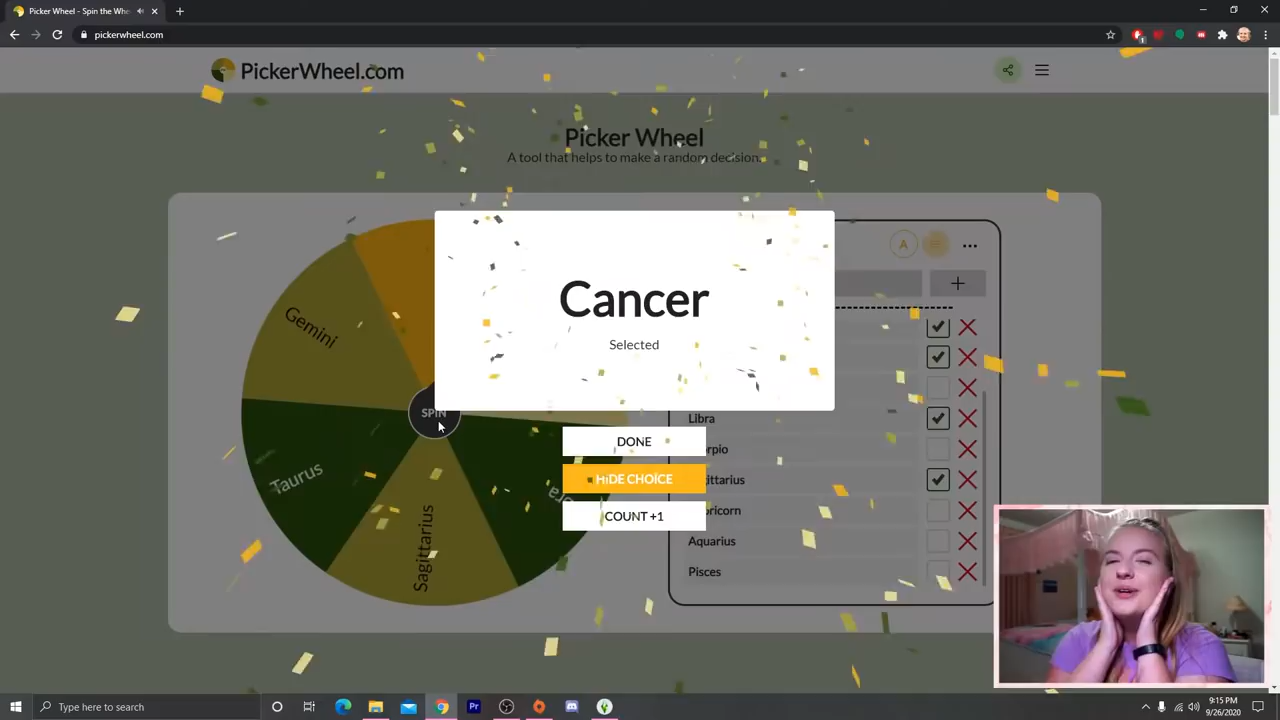 Picker Wheel - Spin the Whe
pickerwheel.com
PickerWheel.com
Picker Wheel
A tool that helps to make a random decision.
A
Cancer
Selected
Gemini
SPIN
Taurus
Sagittarius
DONE
HIDE CHOICE
COUNT +1
Libra
Aquarius
Pisces
Type here to search
Pr
9:15 PM
9/26/2020